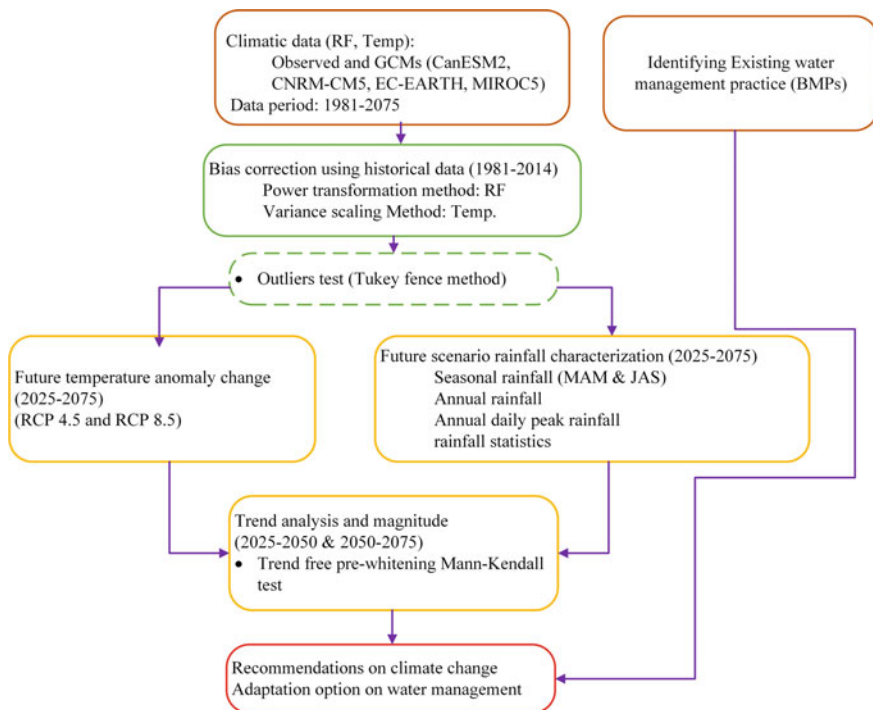 Climatic data (RF, Temp):
Observed and GCMs (CanESM2,
CNRM-CM5, EC-EARTH, MIROC5)
Data period: 1981-2075
Identifying Existing water
management practice (BMPs)
Bias correction using historical data (1981-2014)
Power transformation method: RF
Variance scaling Method: Temp.
• Outliers test (Tukey fence method)
Future temperature anomaly change
(2025-2075)
(RCP 4.5 and RCP 8.5)
Future scenario rainfall characterization (2025-2075)
Seasonal rainfall (MAM & JAS)
Annual rainfall
Annual daily peak rainfall
rainfall statistics
Trend analysis and magnitude
(2025-2050 & 2050-2075)
• Trend free pre-whitening Mann-Kendall
test
Recommendations on climate change
Adaptation option on water management